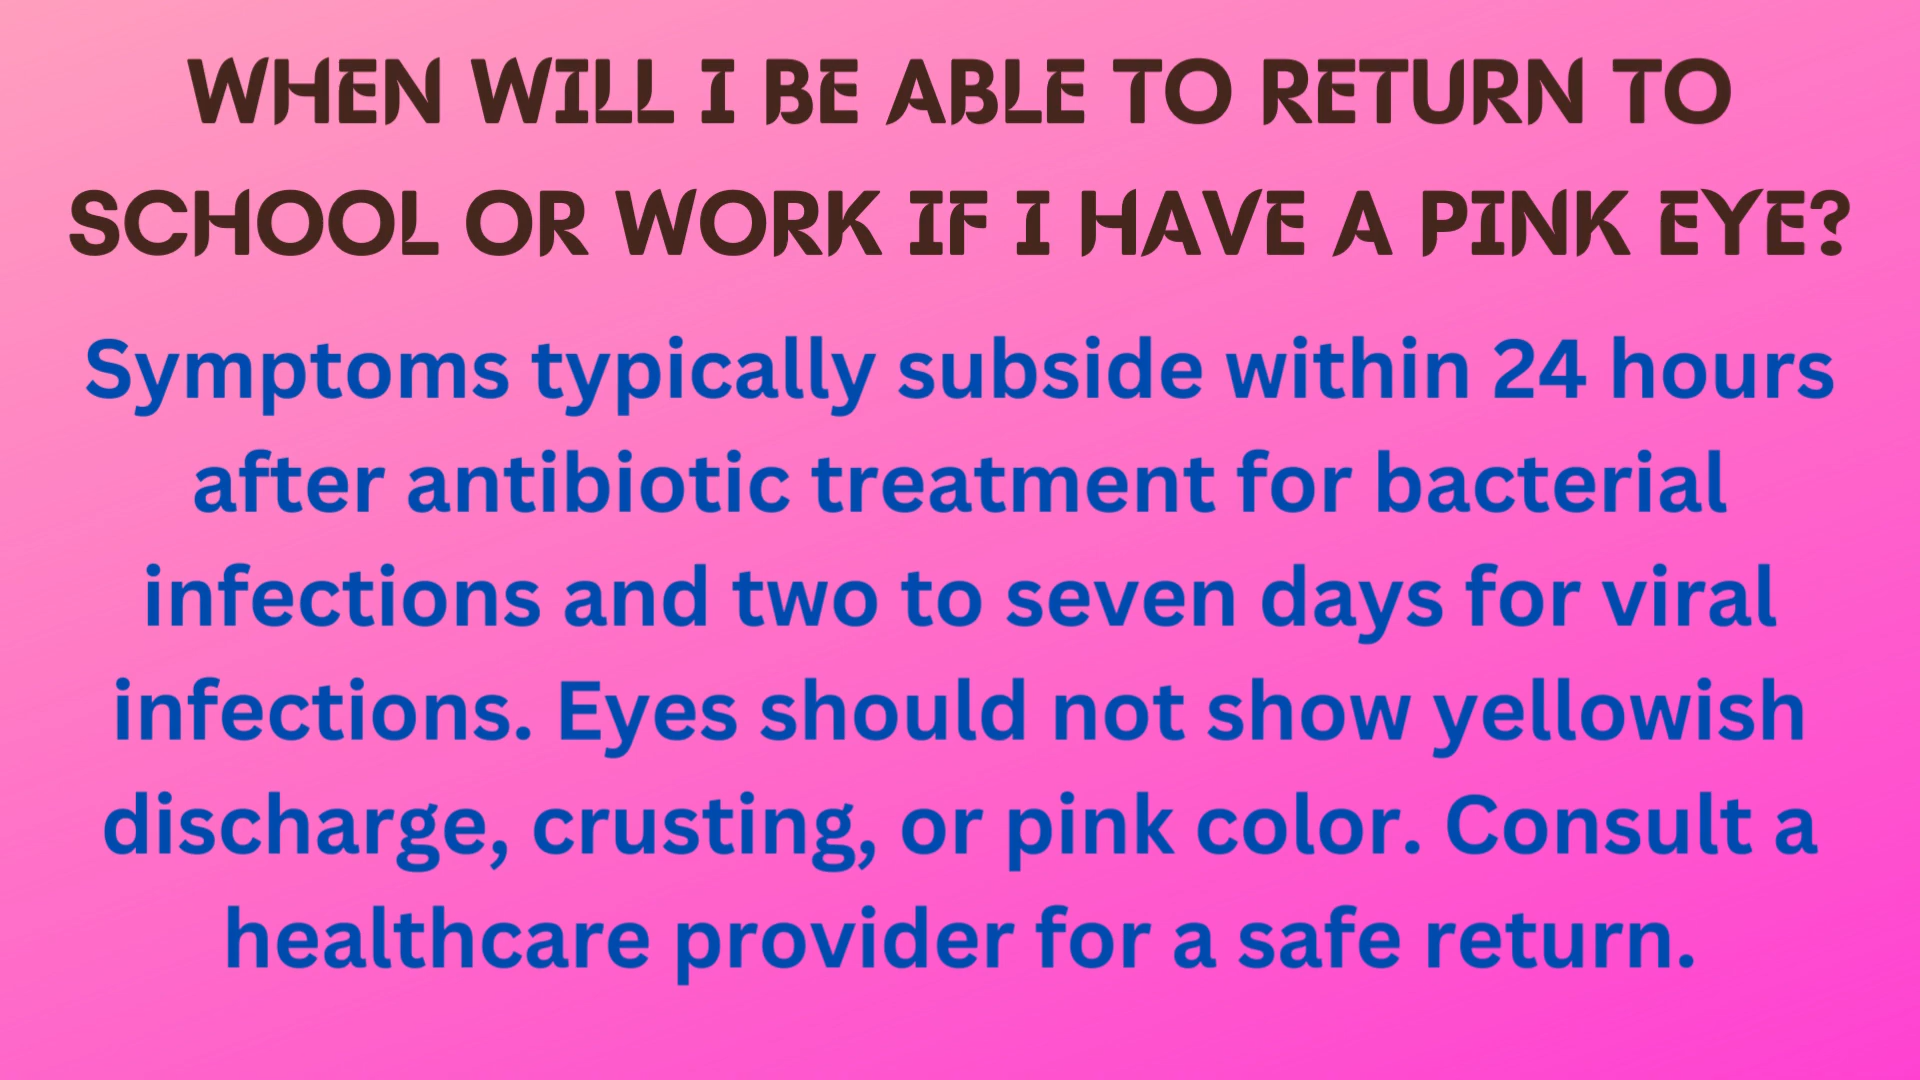 WHEN WILL I BE ABLE TO RETURN TO
SCHOOL OR WORK IF I HAVE A PINK EYE?
Symptoms typically subside within 24 hours
after antibiotic treatment for bacterial
infections and two to seven days for viral
infections. Eyes should not show yellowish
discharge, crusting, or pink color. Consult a
healthcare provider for a safe return.